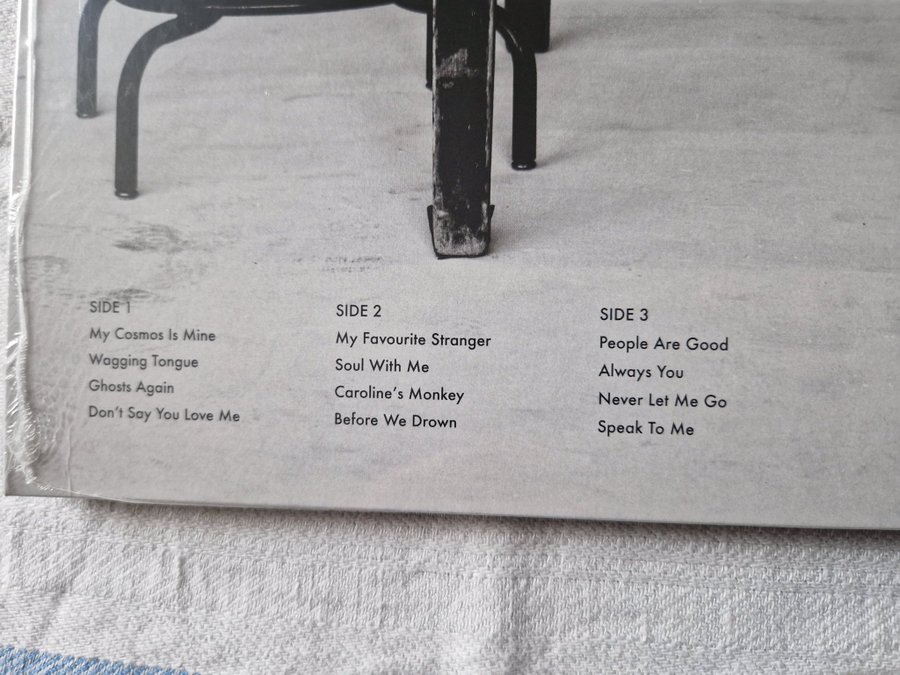 SIDE 1
My Cosmos Is Mine
Wagging Tongue
Ghosts Again
Don't Say You Love Me
SIDE 2
My Favourite Stranger
Soul With Me
Caroline's Monkey
Before We Drown
SIDE 3
People Are Good
Always You
Never Let Me Go
Speak To Me